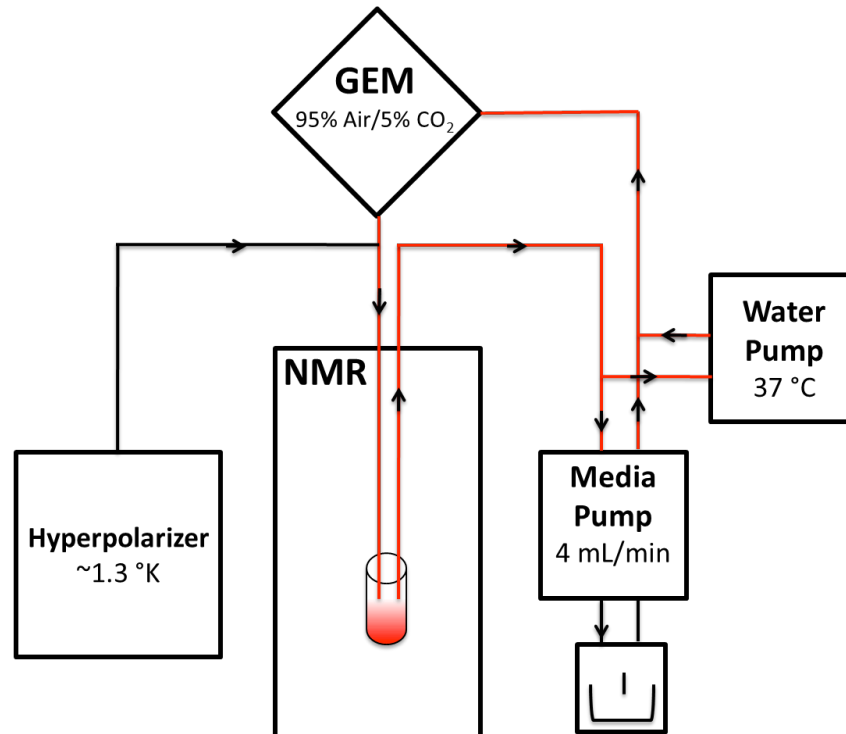 GEM
95% Air/5% CO₂
NMR
Water
Pump
37 °C
Hyperpolarizer
~1.3 °K
Media
Pump
4 mL/min